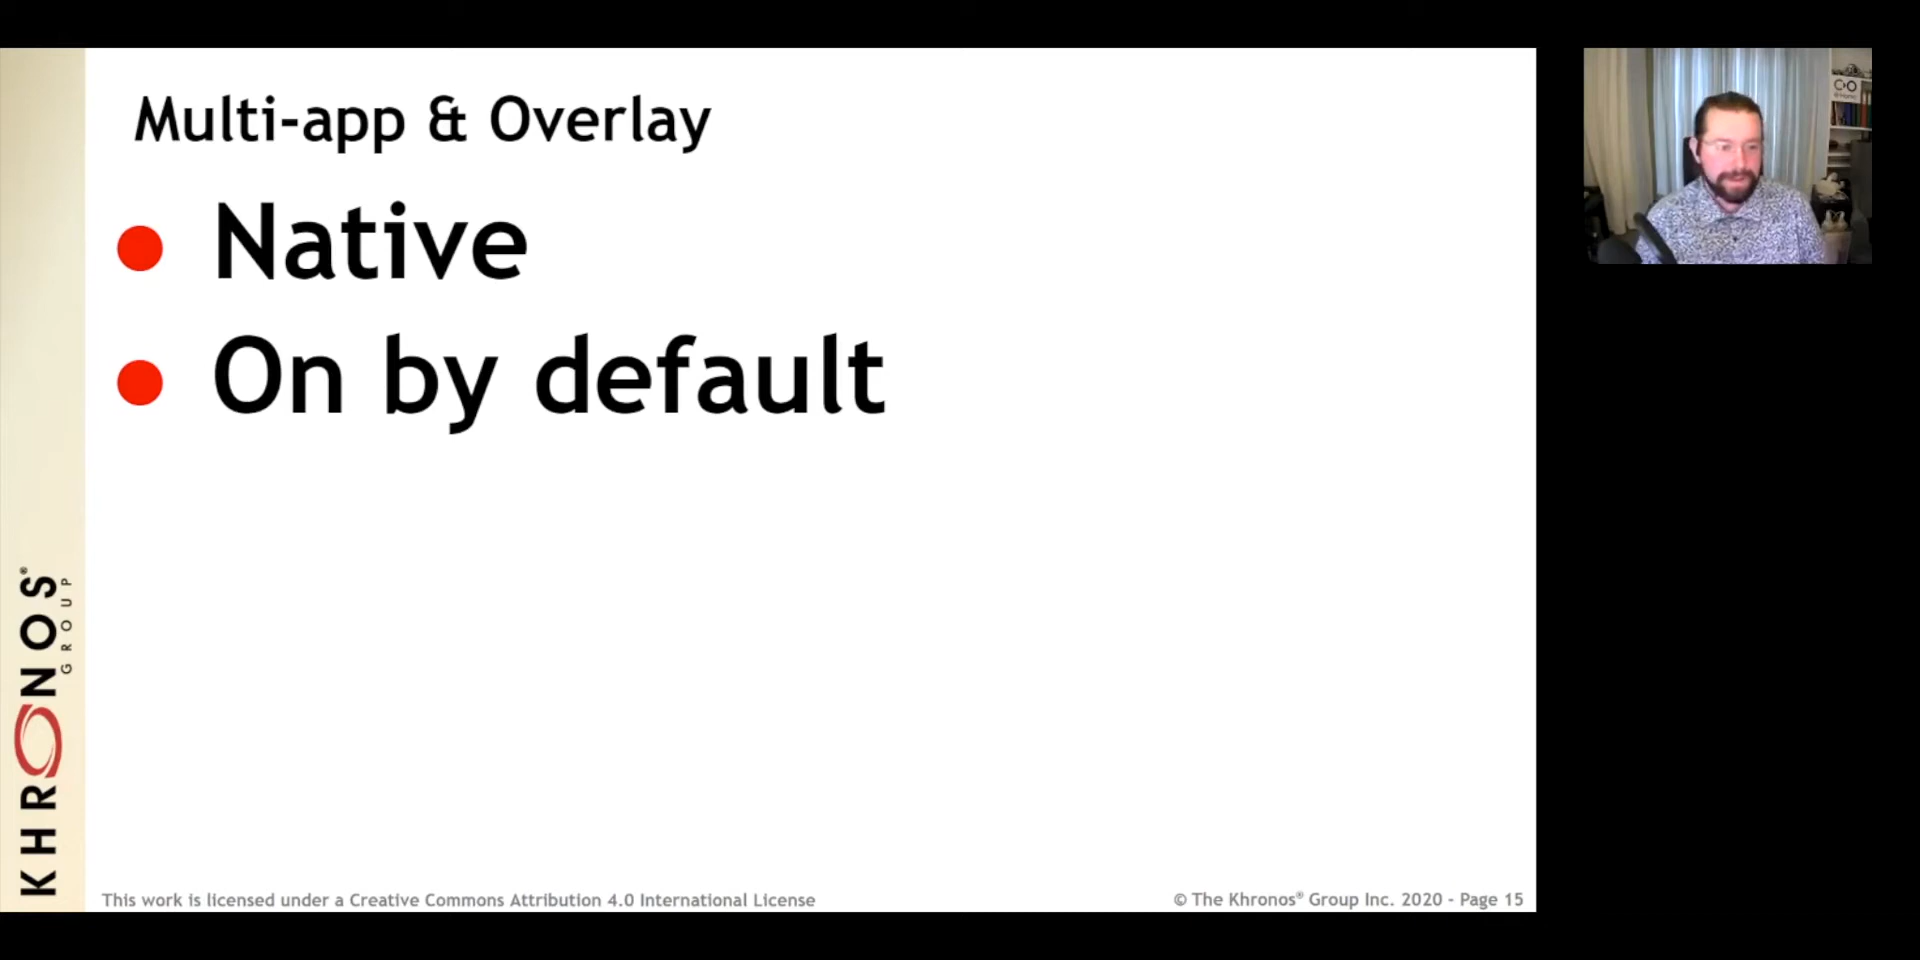 Multi-app & Overlay
Native
On by default
KHRONOS®
GROUP
This work is licensed under a Creative Commons Attribution 4.0 International License
© The Khronos® Group Inc. 2020 - Page 15